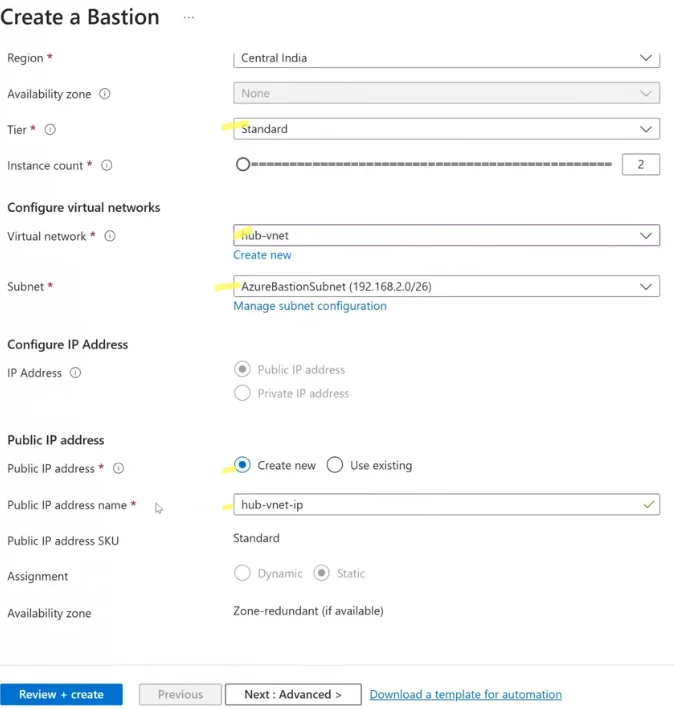 Create a Bastion ...
Region * Central India
Availability zone None
Tier * Standard
Instance count * 2
Configure virtual networks
Virtual network * hub-vnet
Create new
Subnet * AzureBastionSubnet (192.168.2.0/26)
Manage subnet configuration
Configure IP Address
IP Address Public IP address
Private IP address
Public IP address
Public IP address * Create new Use existing
Public IP address name * hub-vnet-ip
Public IP address SKU Standard
Assignment Dynamic Static
Availability zone Zone-redundant (if available)
Review + create Previous Next : Advanced > Download a template for automation